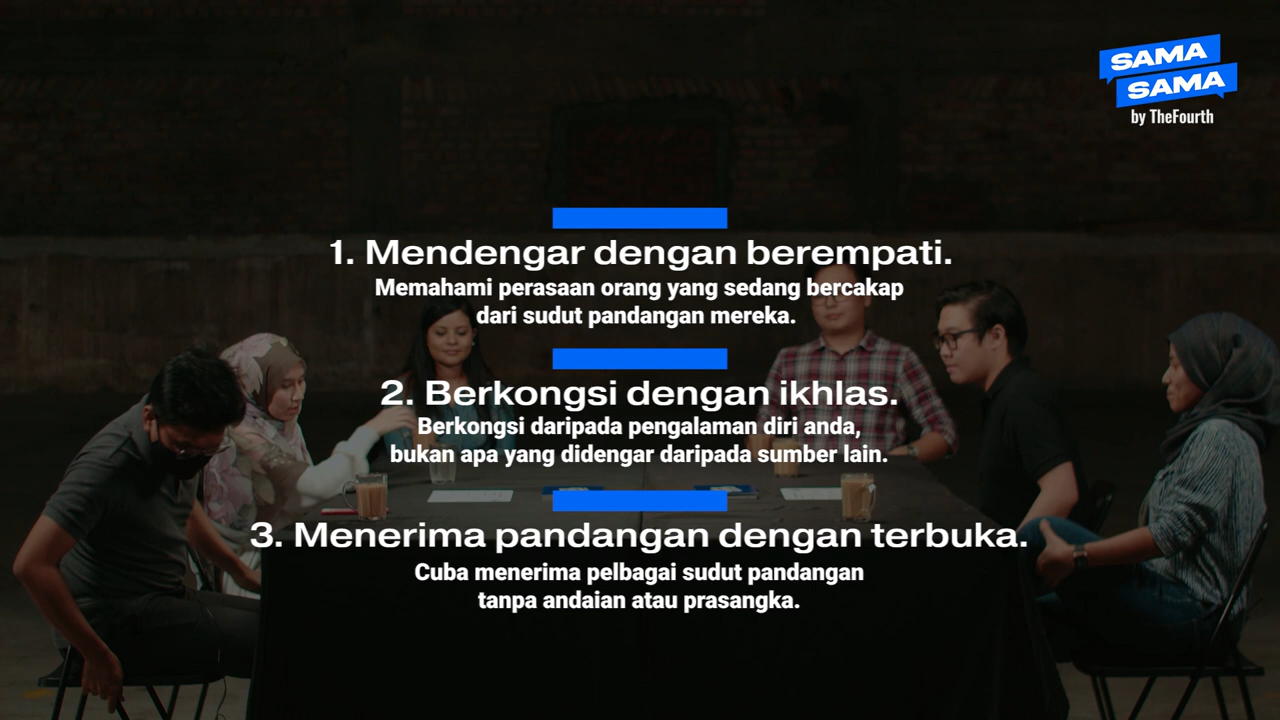 SAMA
SAMA
by TheFourth
1. Mendengar dengan berempati.
Memahami perasaan orang yang sedang bercakap
dari sudut pandangan mereka.
2. Berkongsi dengan ikhlas.
Berkongsi daripada pengalaman diri anda,
bukan apa yang didengar daripada sumber lain.
3. Menerima pandangan dengan terbuka.
Cuba menerima pelbagai sudut pandangan
tanpa andaian atau prasangka.